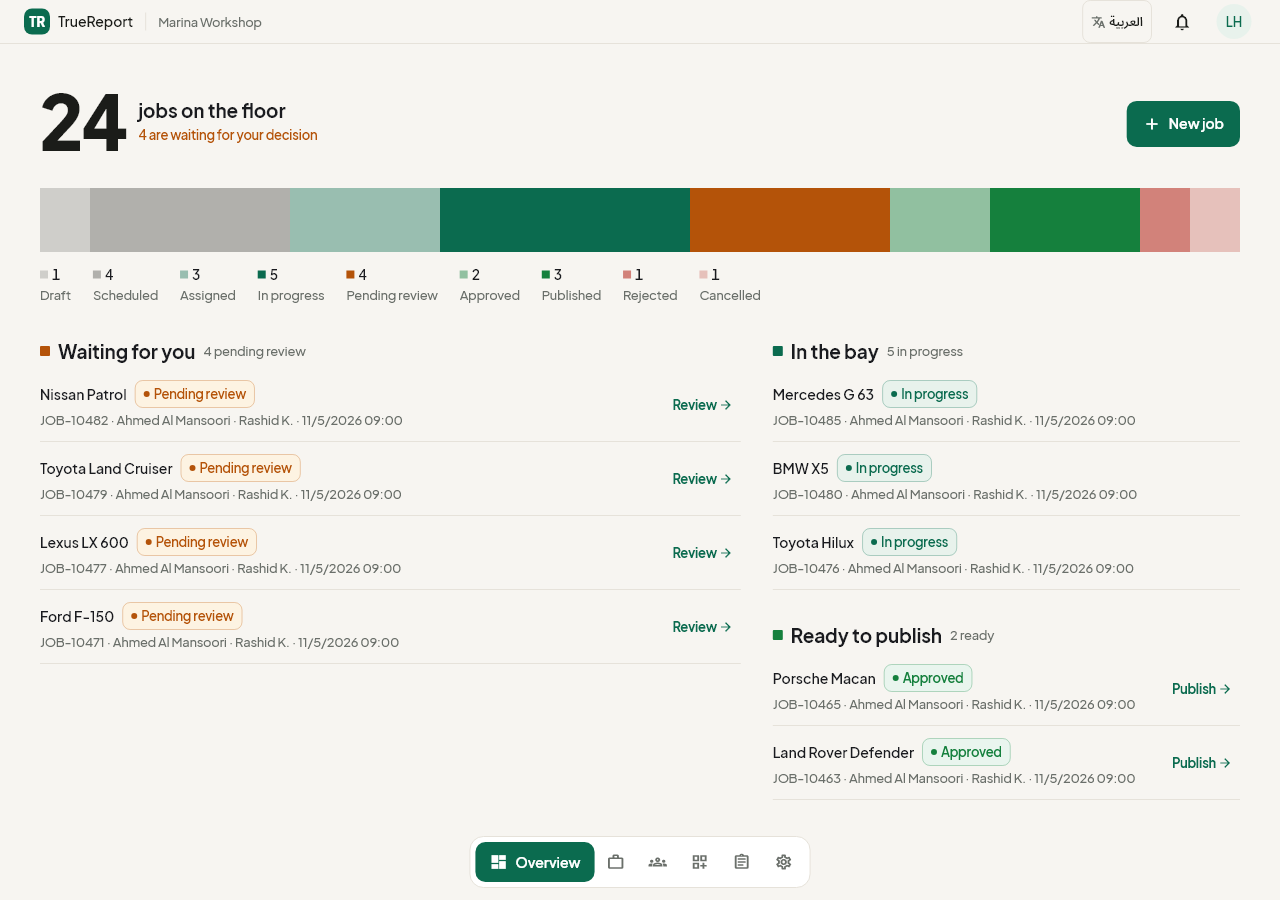 TR TrueReport Marina Workshop العربية LH
24 jobs on the floor
4 are waiting for your decision
+ New job
1 4 3 5 4 2 3 1 1
Draft Scheduled Assigned In progress Pending review Approved Published Rejected Cancelled
Waiting for you 4 pending review
Nissan Patrol • Pending review
JOB-10482 · Ahmed Al Mansoori · Rashid K. · 11/5/2026 09:00
Review →
Toyota Land Cruiser • Pending review
JOB-10479 · Ahmed Al Mansoori · Rashid K. · 11/5/2026 09:00
Review →
Lexus LX 600 • Pending review
JOB-10477 · Ahmed Al Mansoori · Rashid K. · 11/5/2026 09:00
Review →
Ford F-150 • Pending review
JOB-10471 · Ahmed Al Mansoori · Rashid K. · 11/5/2026 09:00
Review →
In the bay 5 in progress
Mercedes G 63 • In progress
JOB-10485 · Ahmed Al Mansoori · Rashid K. · 11/5/2026 09:00
BMW X5 • In progress
JOB-10480 · Ahmed Al Mansoori · Rashid K. · 11/5/2026 09:00
Toyota Hilux • In progress
JOB-10476 · Ahmed Al Mansoori · Rashid K. · 11/5/2026 09:00
Ready to publish 2 ready
Porsche Macan • Approved
JOB-10465 · Ahmed Al Mansoori · Rashid K. · 11/5/2026 09:00
Publish →
Land Rover Defender • Approved
JOB-10463 · Ahmed Al Mansoori · Rashid K. · 11/5/2026 09:00
Publish →
Overview